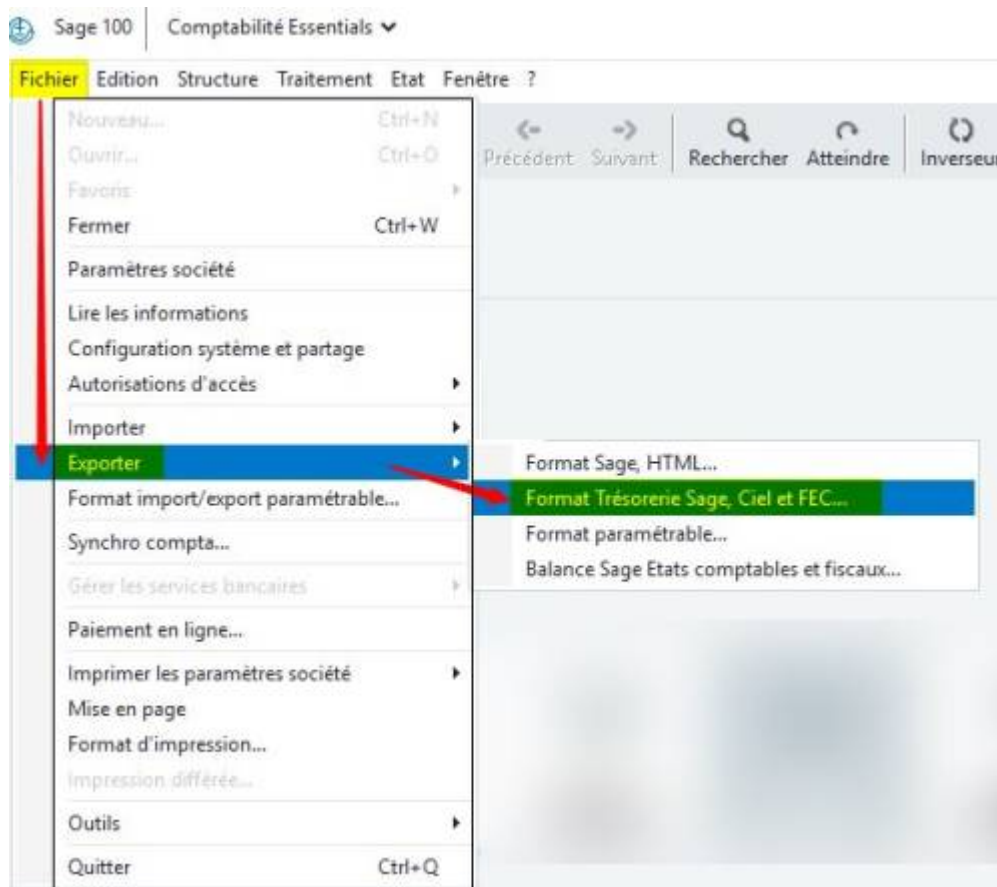 Sage 100 Comptabilité Essentials
Fichier Edition Structure Traitement Etat Fenêtre ?
Nouveau... Ctrl+N
Ouvrir... Ctrl+O
Favoris
Fermer Ctrl+W
Paramètres société
Lire les informations
Configuration système et partage
Autorisations d'accès
Importer
Exporter
Format import/export paramétrable...
Synchro compta...
Gérer les services bancaires
Paiement en ligne...
Imprimer les paramètres société
Mise en page
Format d'impression...
Impression différée...
Outils
Quitter Ctrl+Q
Précédent Suivant Rechercher Atteindre Inverseur
Format Sage, HTML...
Format Trésorerie Sage, Ciel et FEC...
Format paramétrable...
Balance Sage Etats comptables et fiscaux...